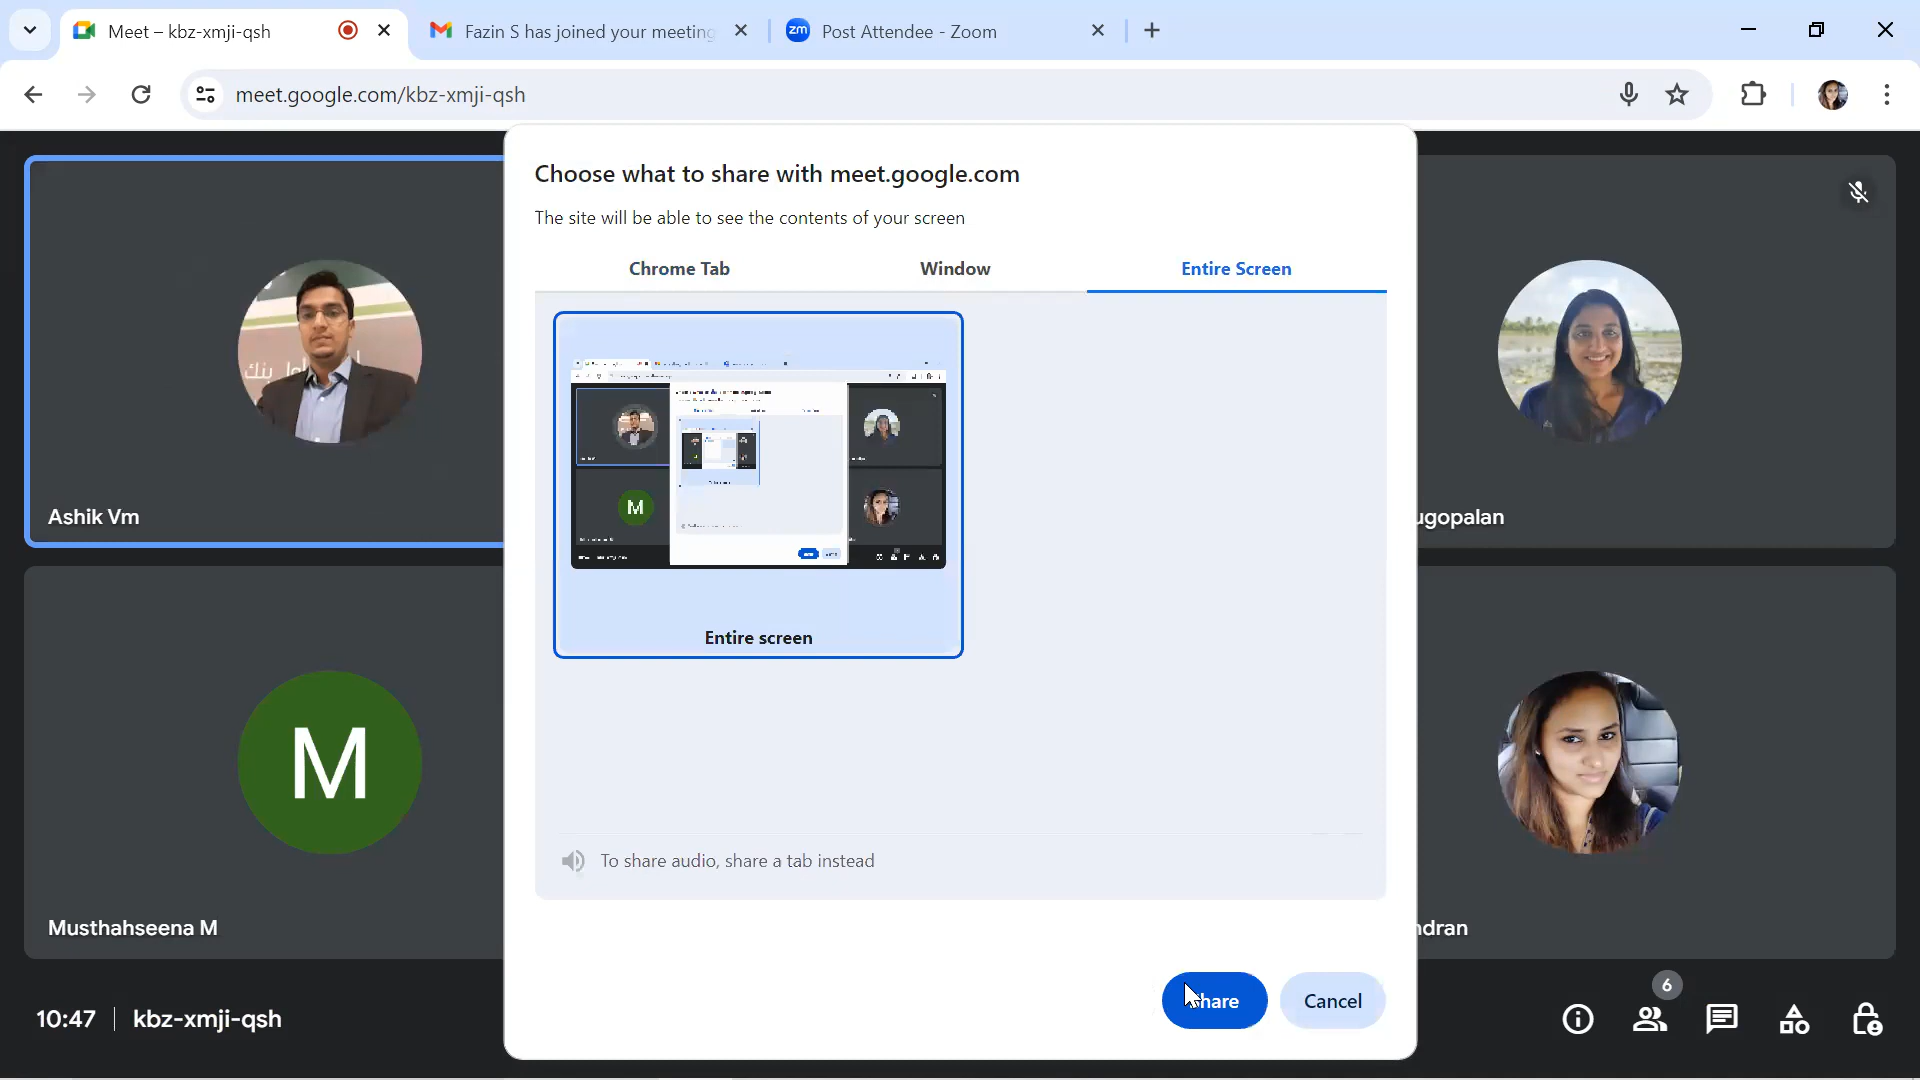 Meet – kbz-xmji-qsh
Fazin S has joined your meeting
zm Post Attendee - Zoom
meet.google.com/kbz-xmji-qsh
Choose what to share with meet.google.com
The site will be able to see the contents of your screen
Chrome Tab
Window
Entire Screen
Ashik Vm
ugopalan
M
Entire screen
M
Musthahseena M
ndran
To share audio, share a tab instead
Share
Cancel
10:47
kbz-xmji-qsh
6